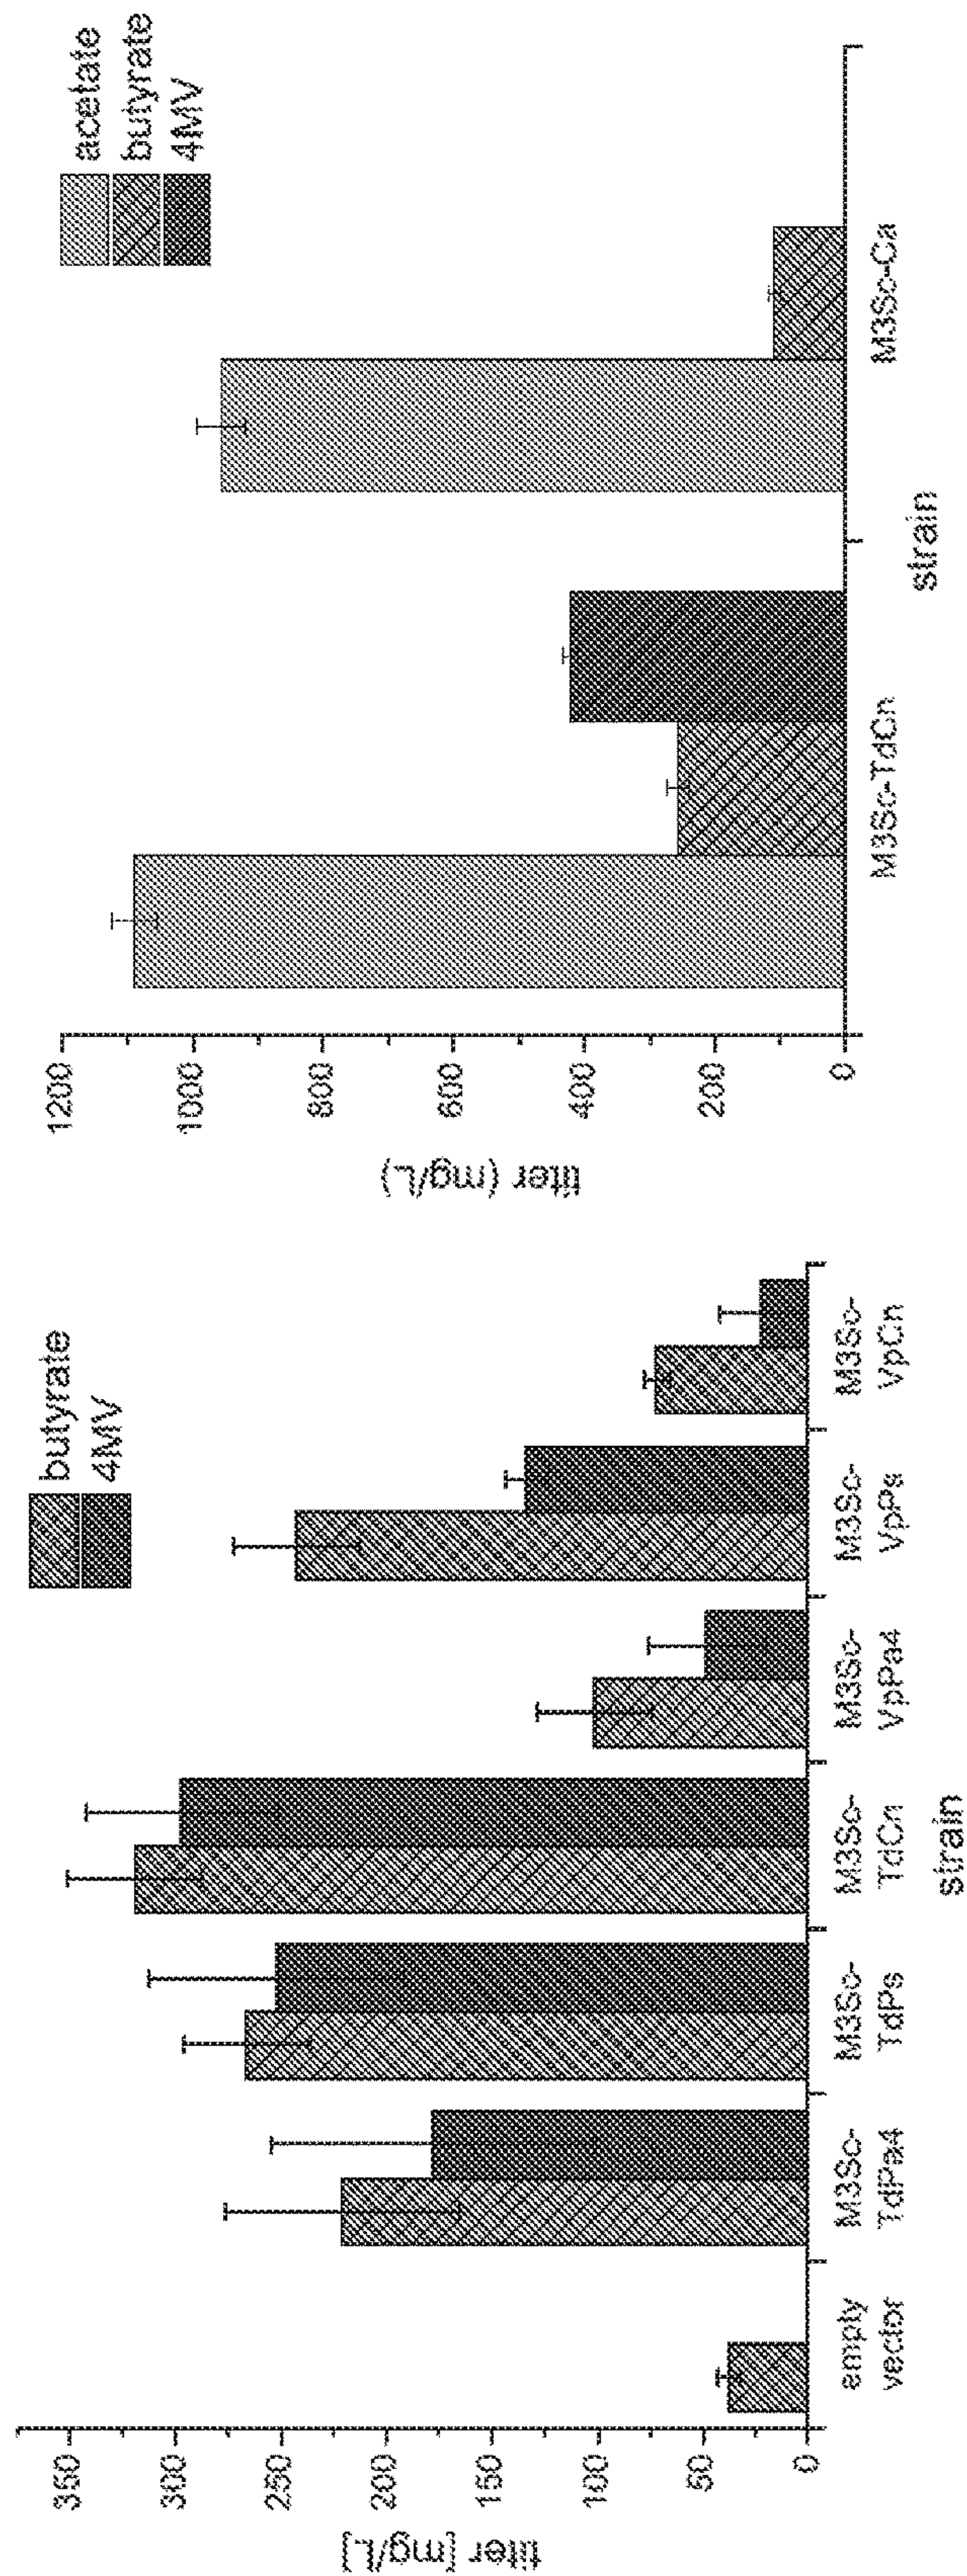 titer [mg/L]
350
300
250
200
150
100
50
0
butyrate
4MV
empty
vector
M3Sc-
TdPa4
M3Sc-
TdPs
M3Sc-
TdCn
M3Sc-
VpPa4
M3Sc-
VpPs
M3Sc-
VpCn
strain
titer (mg/L)
1200
1000
800
600
400
200
0
acetate
butyrate
4MV
M3Sc-TdCn
M3Sc-Ca
strain